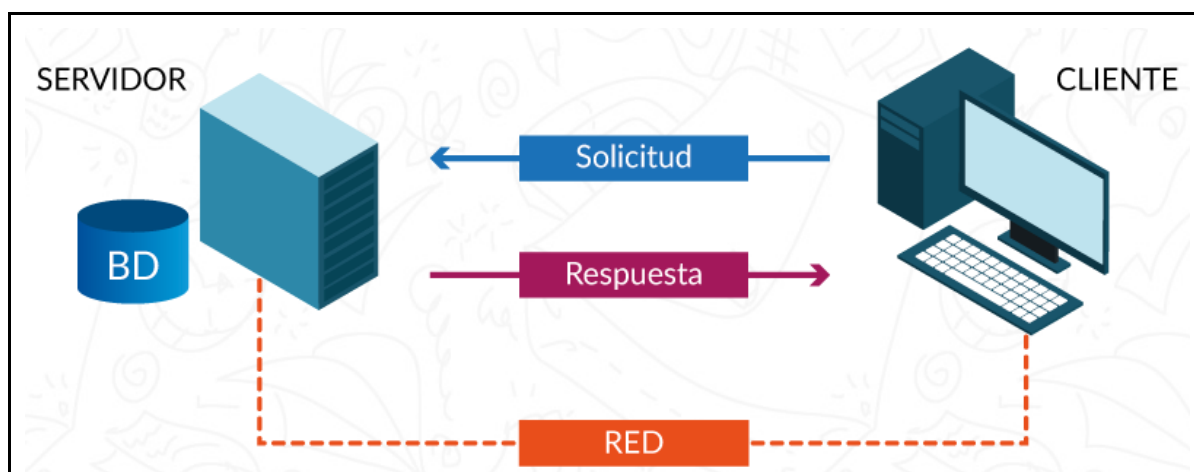 SERVIDOR
CLIENTE
Solicitud
BD
Respuesta
RED